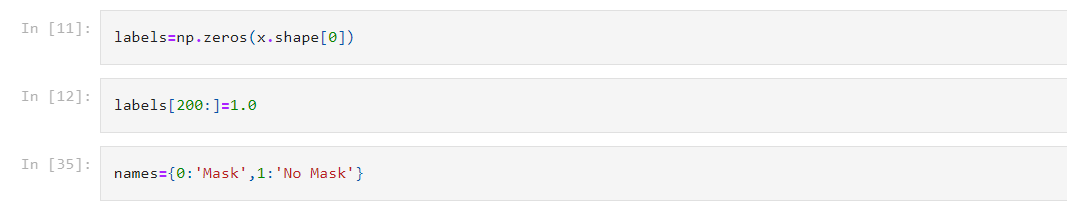 In [11]: labels=np.zeros(x.shape[0])
In [12]: labels[200:]=1.0
In [35]: names={0:'Mask',1:'No Mask'}